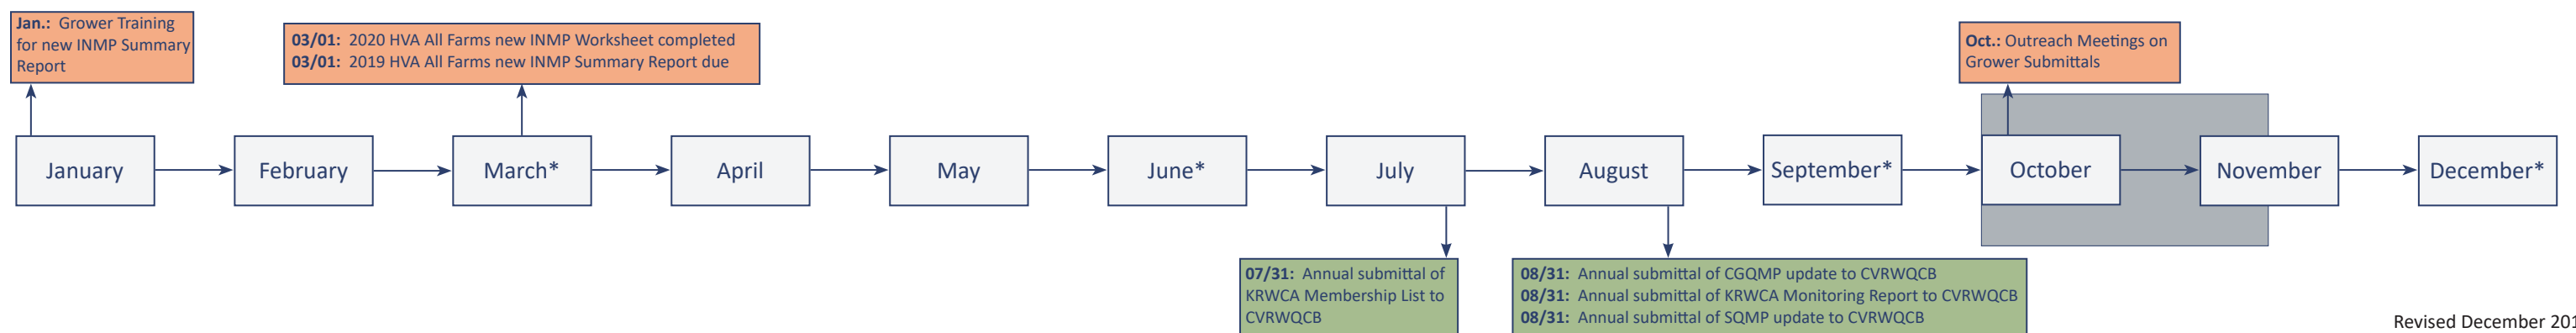 Jan.: Grower Training
for new INMP Summary
Report
03/01: 2020 HVA All Farms new INMP Worksheet completed
03/01: 2019 HVA All Farms new INMP Summary Report due
Oct.: Outreach Meetings on
Grower Submittals
January
February
March*
April
May
June*
July
August
September*
October
November
December*
07/31: Annual submittal of
KRWCA Membership List to
CVRWQCB
08/31: Annual submittal of CGQMP update to CVRWQCB
08/31: Annual submittal of KRWCA Monitoring Report to CVRWQCB
08/31: Annual submittal of SQMP update to CVRWQCB
Revised December 201